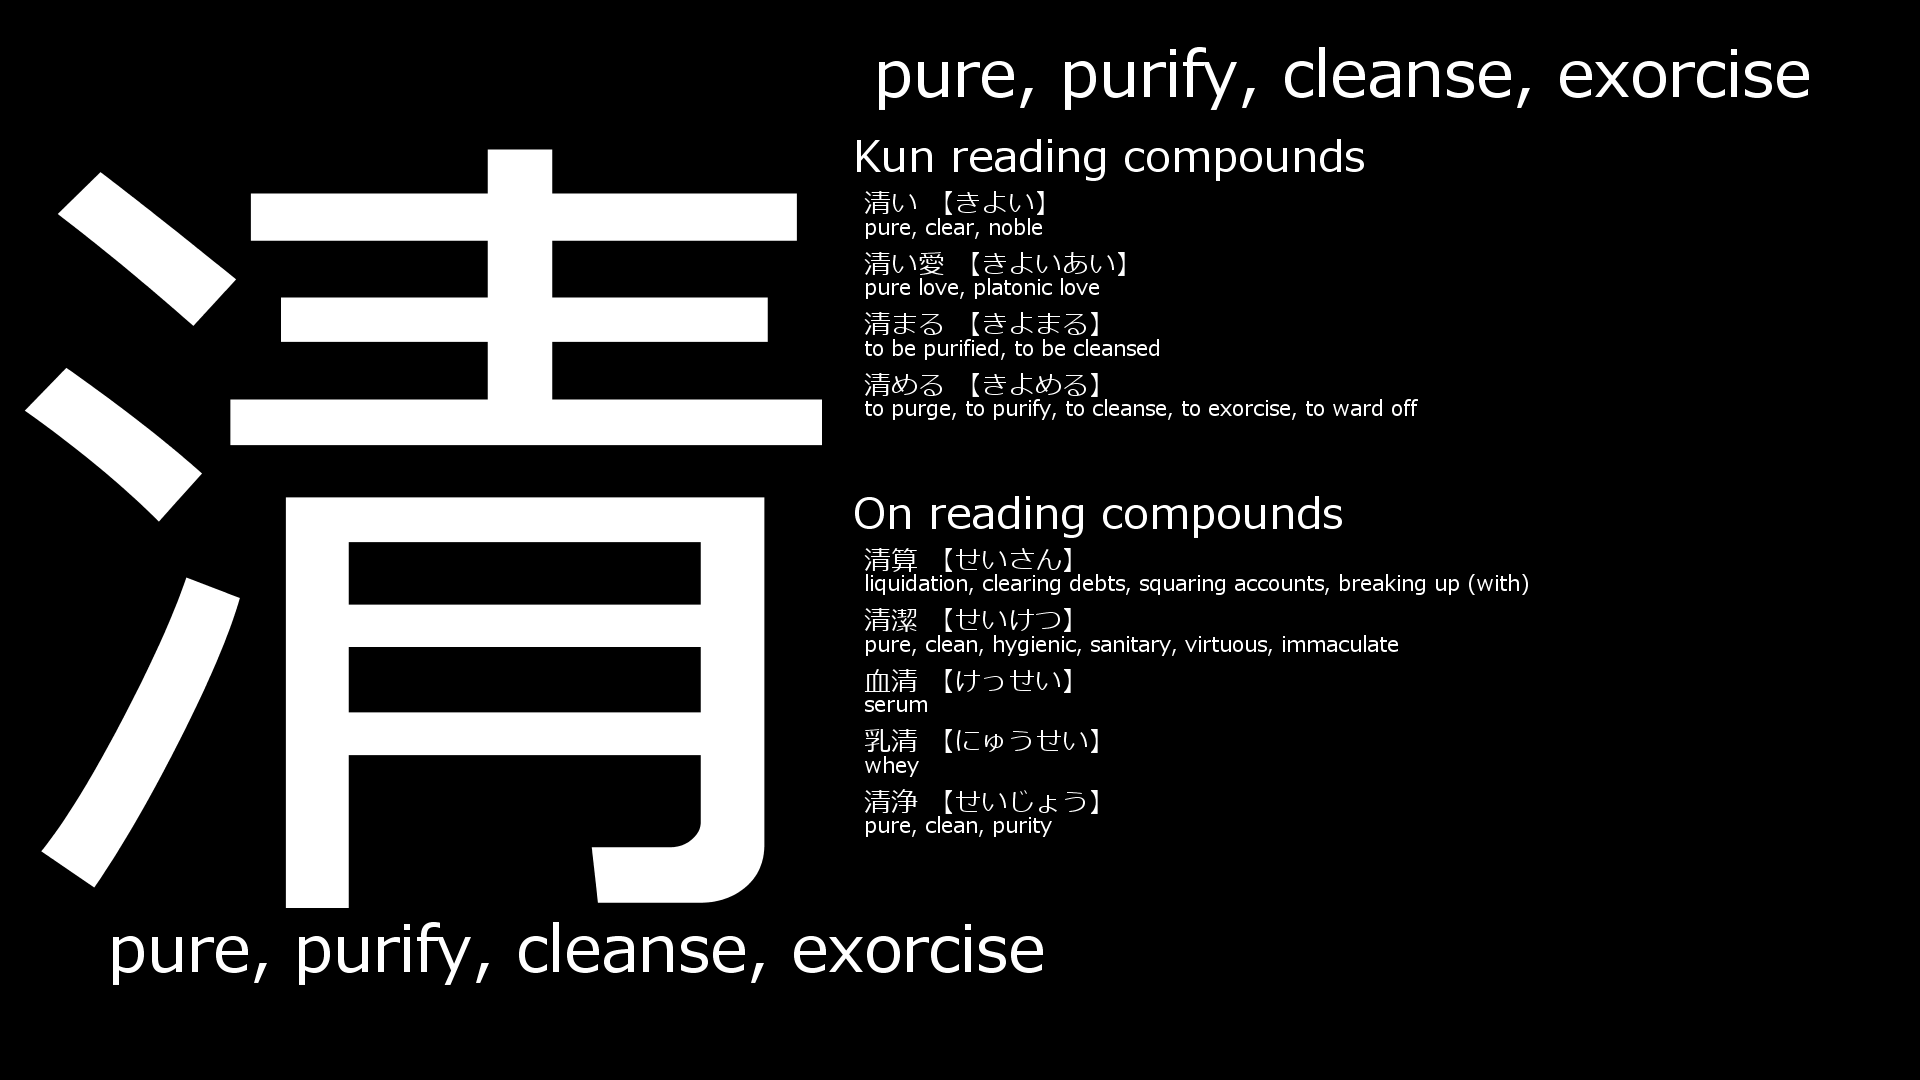 清
pure, purify, cleanse, exorcise
Kun reading compounds
清い 【きよい】
pure, clear, noble
清い愛 【きよいあい】
pure love, platonic love
清まる 【きよまる】
to be purified, to be cleansed
清める 【きよめる】
to purge, to purify, to cleanse, to exorcise, to ward off
On reading compounds
清算 【せいさん】
liquidation, clearing debts, squaring accounts, breaking up (with)
清潔 【せいけつ】
pure, clean, hygienic, sanitary, virtuous, immaculate
血清 【けっせい】
serum
乳清 【にゅうせい】
whey
清浄 【せいじょう】
pure, clean, purity
pure, purify, cleanse, exorcise